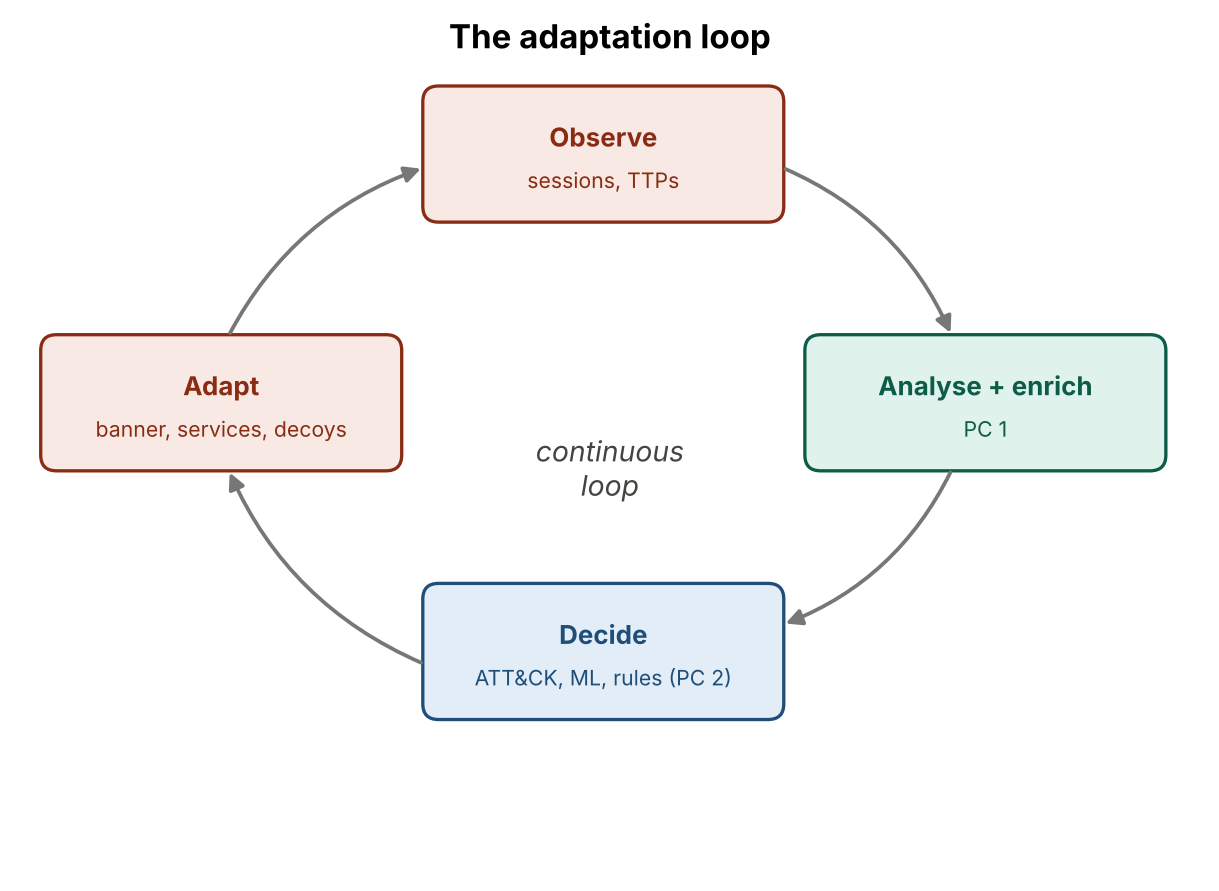 The adaptation loop
Observe
sessions, TTPs
Adapt
banner, services, decoys
Analyse + enrich
PC 1
continuous
loop
Decide
ATT&CK, ML, rules (PC 2)